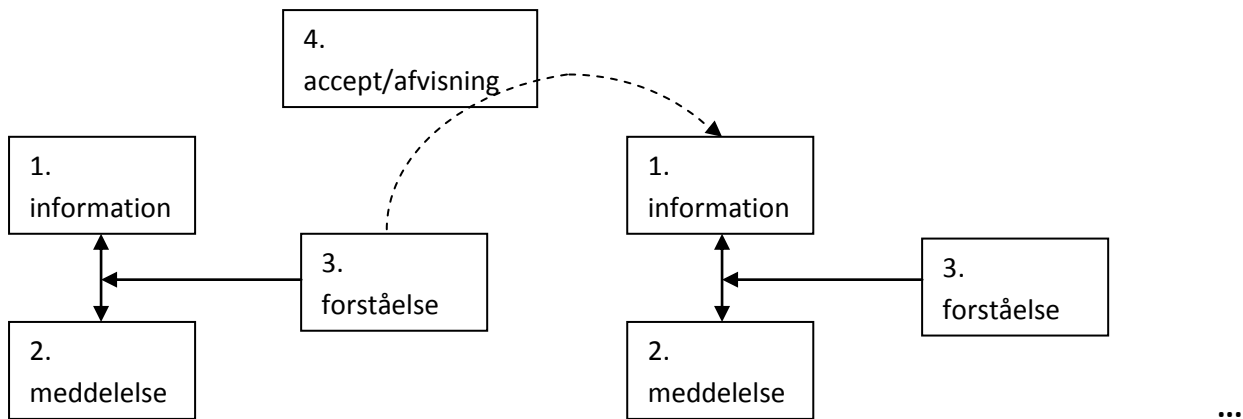 4.
accept/afvisning
1.
information
3.
forståelse
2.
meddelelse
1.
information
3.
forståelse
2.
meddelelse
...